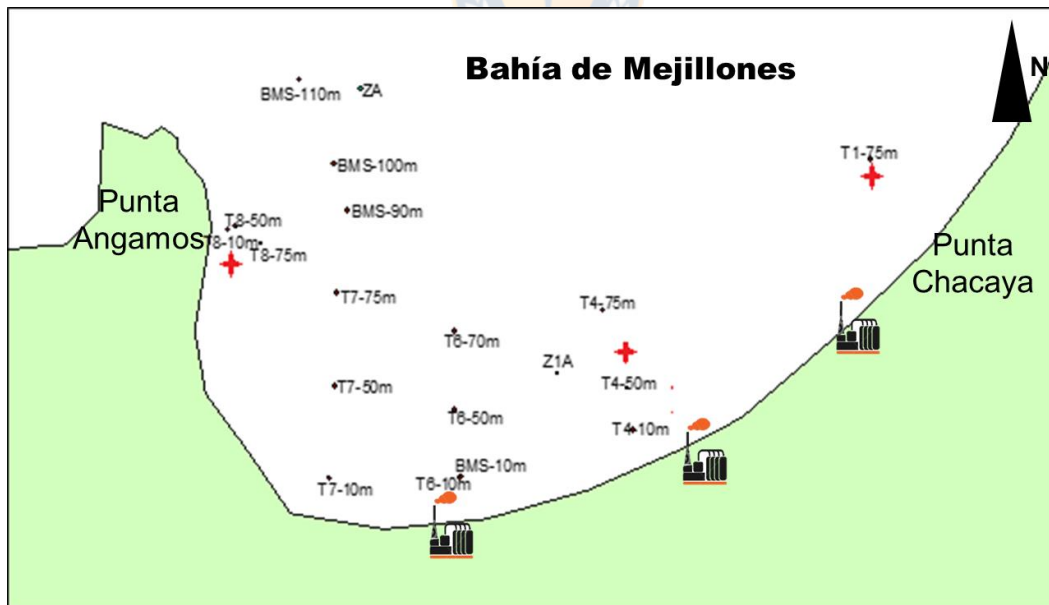 Bahía de Mejillones
N
BMS-110m
ZA
T1-75m
BMS-100m
Punta
Angamos
BMS-90m
T8-50m
T8-10m
T8-75m
Punta
Chacaya
T7-75m
T4-75m
T6-70m
Z1A
T7-50m
T4-50m
T6-50m
T4-10m
BMS-10m
T7-10m
T6-10m